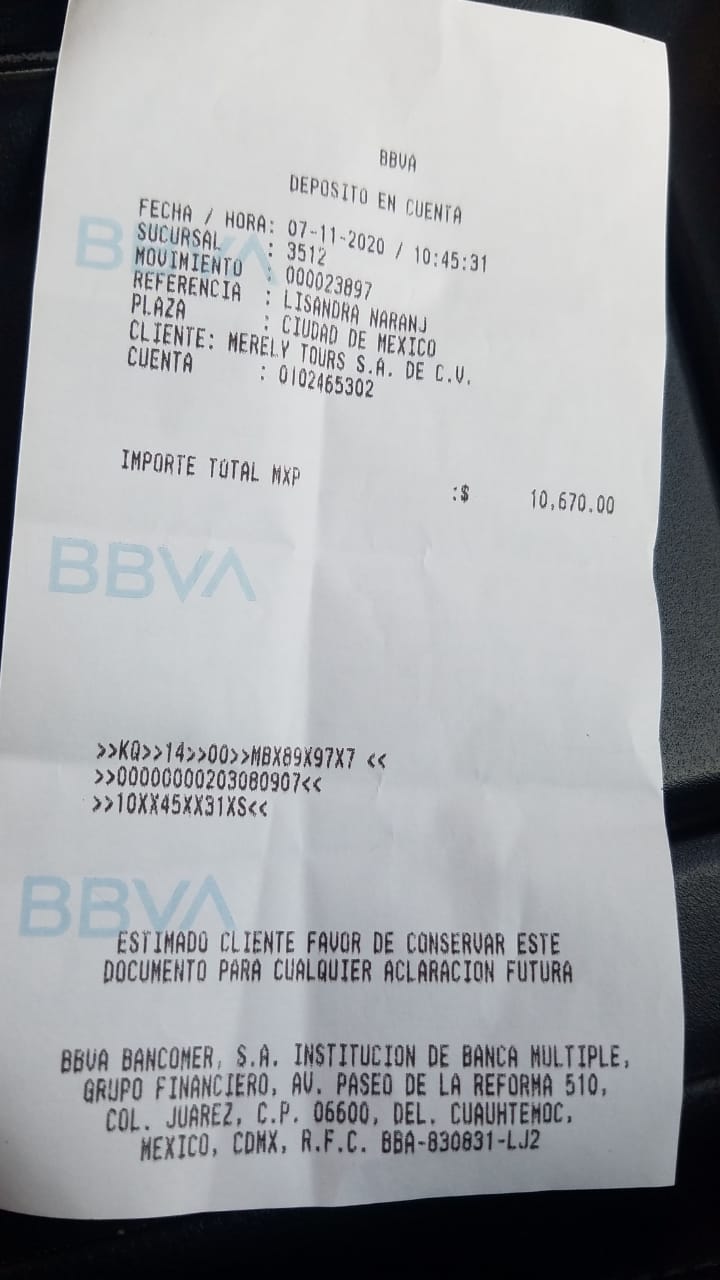 BBVA
DEPOSITO EN CUENTA
FECHA / HORA: 07-11-2020 / 10:45:31
SUCURSAL : 3512
MOVIMIENTO : 000023897
REFERENCIA : LISANDRA NARANJ
PLAZA : CIUDAD DE MEXICO
CLIENTE: MERELY TOURS S.A. DE C.V.
CUENTA : 0102465302
IMPORTE TOTAL MXP :$ 10,670.00
BBVA
>>KQ>>14>>00>>MBX89X97X7 <<
>>00000000203080907<<
>>10XX45XX31XS<<
BBVA
ESTIMADO CLIENTE FAVOR DE CONSERVAR ESTE
DOCUMENTO PARA CUALQUIER ACLARACION FUTURA
BBVA BANCOMER, S.A. INSTITUCION DE BANCA MULTIPLE,
GRUPO FINANCIERO, AV. PASEO DE LA REFORMA 510,
COL. JUAREZ, C.P. 06600, DEL. CUAUHTEMOC,
MEXICO, CDMX, R.F.C. BBA-830831-LJ2